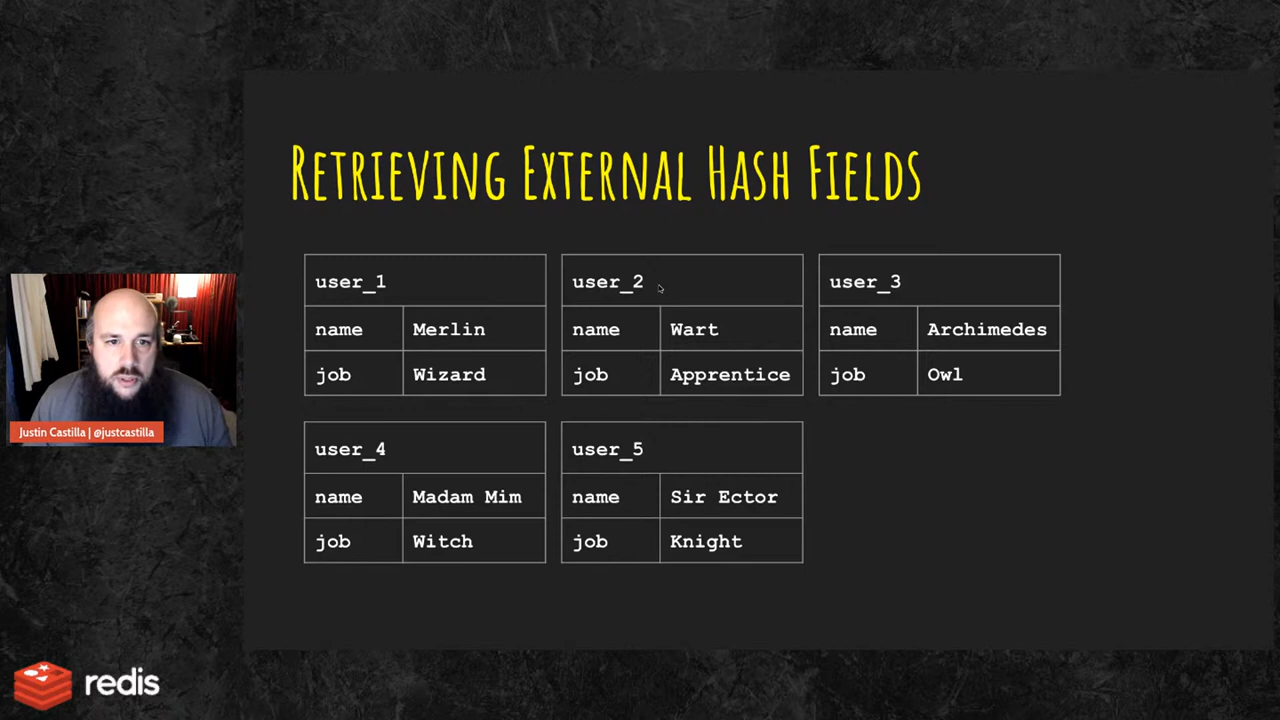 Retrieving External Hash Fields
user_1
name Merlin
job Wizard
user_2
name Wart
job Apprentice
user_3
name Archimedes
job Owl
user_4
name Madam Mim
job Witch
user_5
name Sir Ector
job Knight
Justin Castilla | @justcastilla
redis